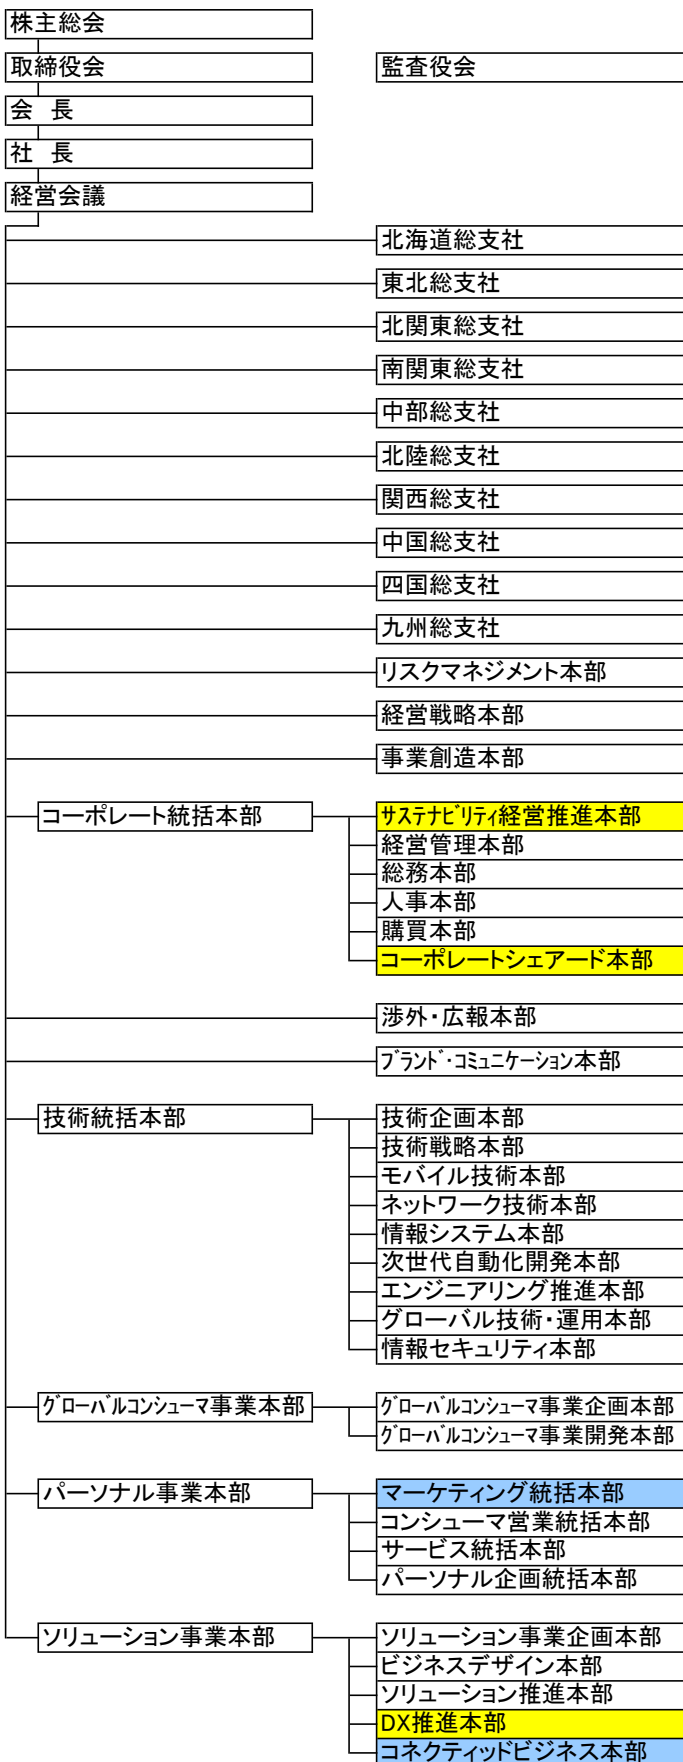 株主総会
取締役会
監査役会
会　長
社　長
経営会議
北海道総支社
東北総支社
北関東総支社
南関東総支社
中部総支社
北陸総支社
関西総支社
中国総支社
四国総支社
九州総支社
リスクマネジメント本部
経営戦略本部
事業創造本部
コーポレート統括本部
ｻｽﾃﾅﾋﾞﾘﾃｨ経営推進本部
経営管理本部
総務本部
人事本部
購買本部
コーポレートシェアード本部
渉外・広報本部
ﾌﾞﾗﾝﾄﾞ・ｺﾐｭﾆｹｰｼｮﾝ本部
技術統括本部
技術企画本部
技術戦略本部
モバイル技術本部
ネットワーク技術本部
情報システム本部
次世代自動化開発本部
エンジニアリング推進本部
グローバル技術・運用本部
情報セキュリティ本部
ｸﾞﾛｰﾊﾞﾙｺﾝｼｭｰﾏ事業本部
ｸﾞﾛｰﾊﾞﾙｺﾝｼｭｰﾏ事業企画本部
ｸﾞﾛｰﾊﾞﾙｺﾝｼｭｰﾏ事業開発本部
パーソナル事業本部
マーケティング統括本部
コンシューマ営業統括本部
サービス統括本部
パーソナル企画統括本部
ソリューション事業本部
ソリューション事業企画本部
ビジネスデザイン本部
ソリューション推進本部
DX推進本部
コネクティッドビジネス本部